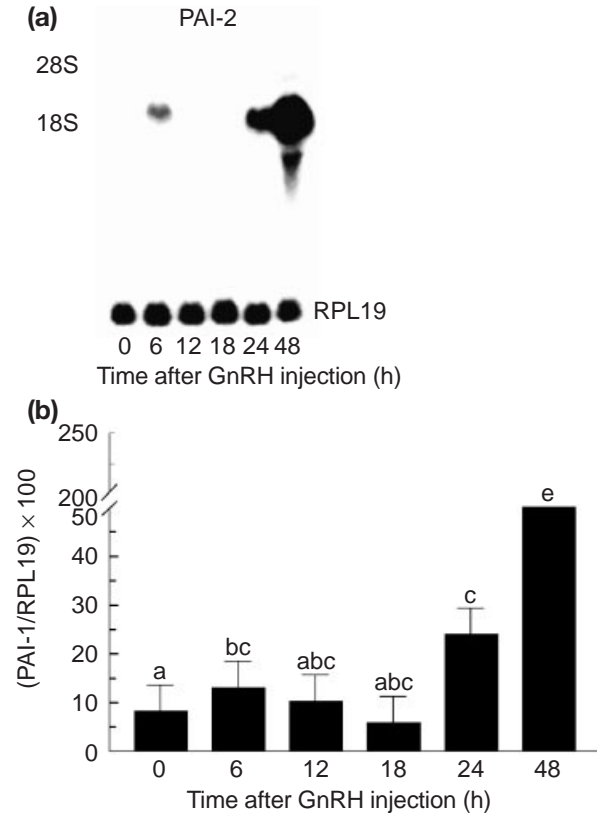 (a)
PAI-2
28S
18S
RPL19
0 6 12 18 24 48
Time after GnRH injection (h)
(b)
250
200
50
40
30
20
10
0
(PAI-1/RPL19) × 100
a
bc
abc
abc
c
e
0 6 12 18 24 48
Time after GnRH injection (h)